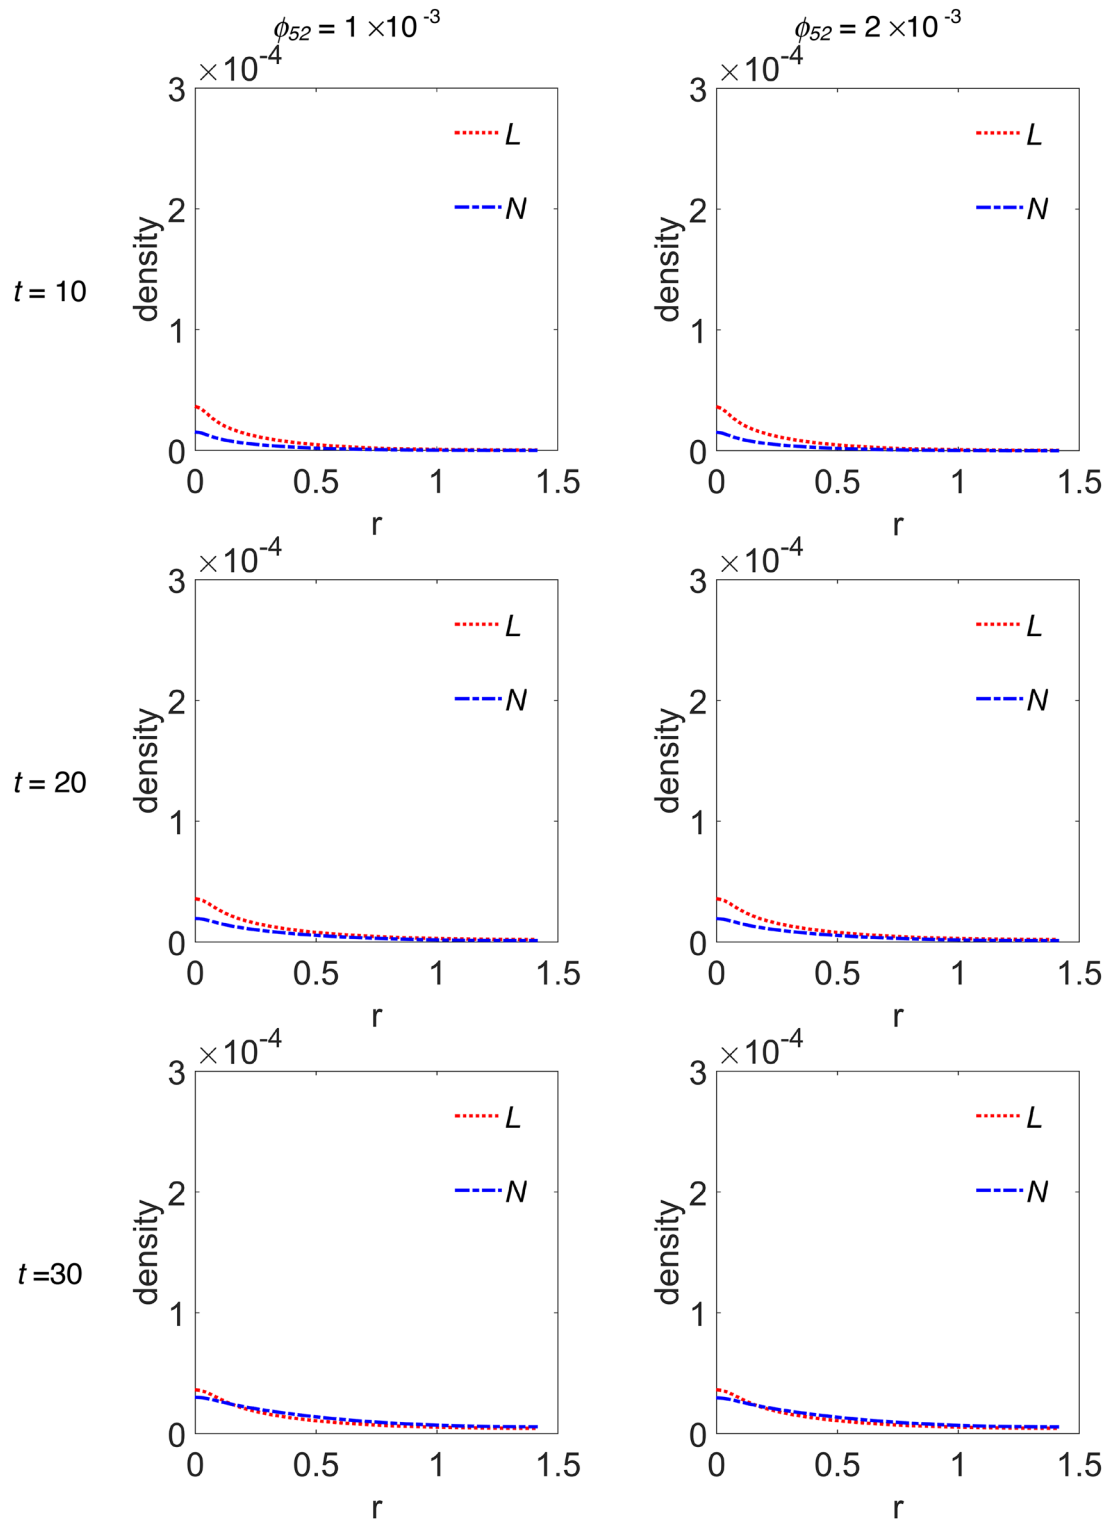 ϕ52 = 1 ×10 -3 ϕ52 = 2 ×10 -3
×10-4 ×10-4
3 3
L L
2 N 2 N
density density
t = 10
1 1
0 0
0 0.5 1 1.5 0 0.5 1 1.5
r r
×10-4 ×10-4
3 3
L L
2 N 2 N
density density
t = 20
1 1
0 0
0 0.5 1 1.5 0 0.5 1 1.5
r r
×10-4 ×10-4
3 3
L L
2 N 2 N
density density
t =30
1 1
0 0
0 0.5 1 1.5 0 0.5 1 1.5
r r